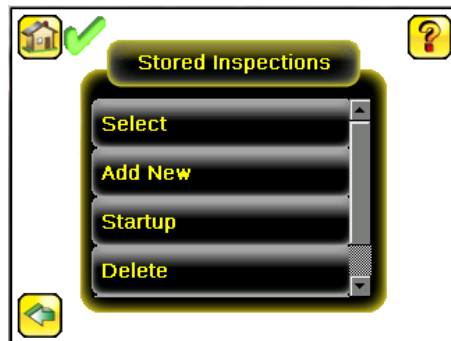 Stored Inspections
Select
Add New
Startup
Delete